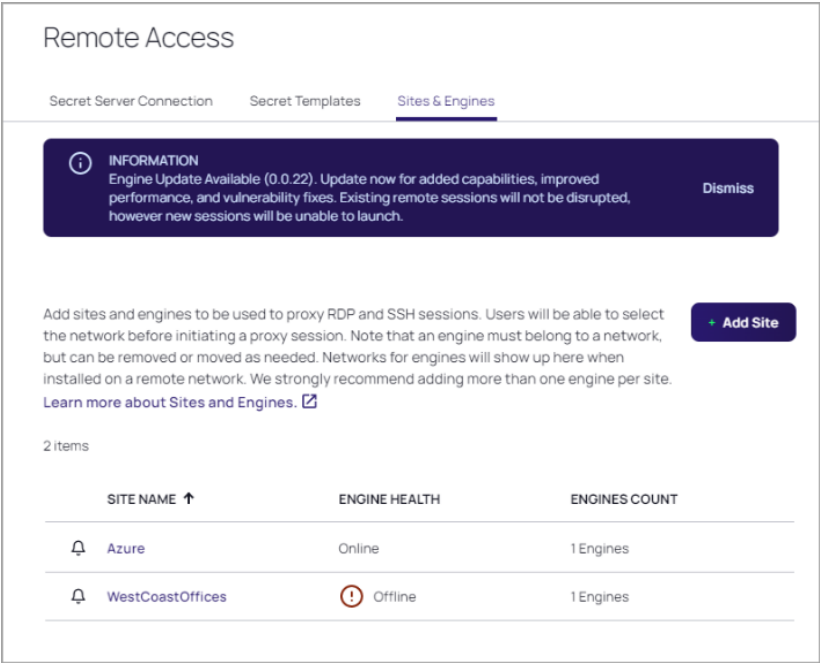 Remote Access
Secret Server Connection Secret Templates Sites & Engines
INFORMATION
Engine Update Available (0.0.22). Update now for added capabilities, improved
performance, and vulnerability fixes. Existing remote sessions will not be disrupted,
however new sessions will be unable to launch.
Dismiss
Add sites and engines to be used to proxy RDP and SSH sessions. Users will be able to select
the network before initiating a proxy session. Note that an engine must belong to a network,
but can be removed or moved as needed. Networks for engines will show up here when
installed on a remote network. We strongly recommend adding more than one engine per site.
Learn more about Sites and Engines.
+ Add Site
2 items
SITE NAME ↑ ENGINE HEALTH ENGINES COUNT
Azure Online 1 Engines
WestCoastOffices Offline 1 Engines